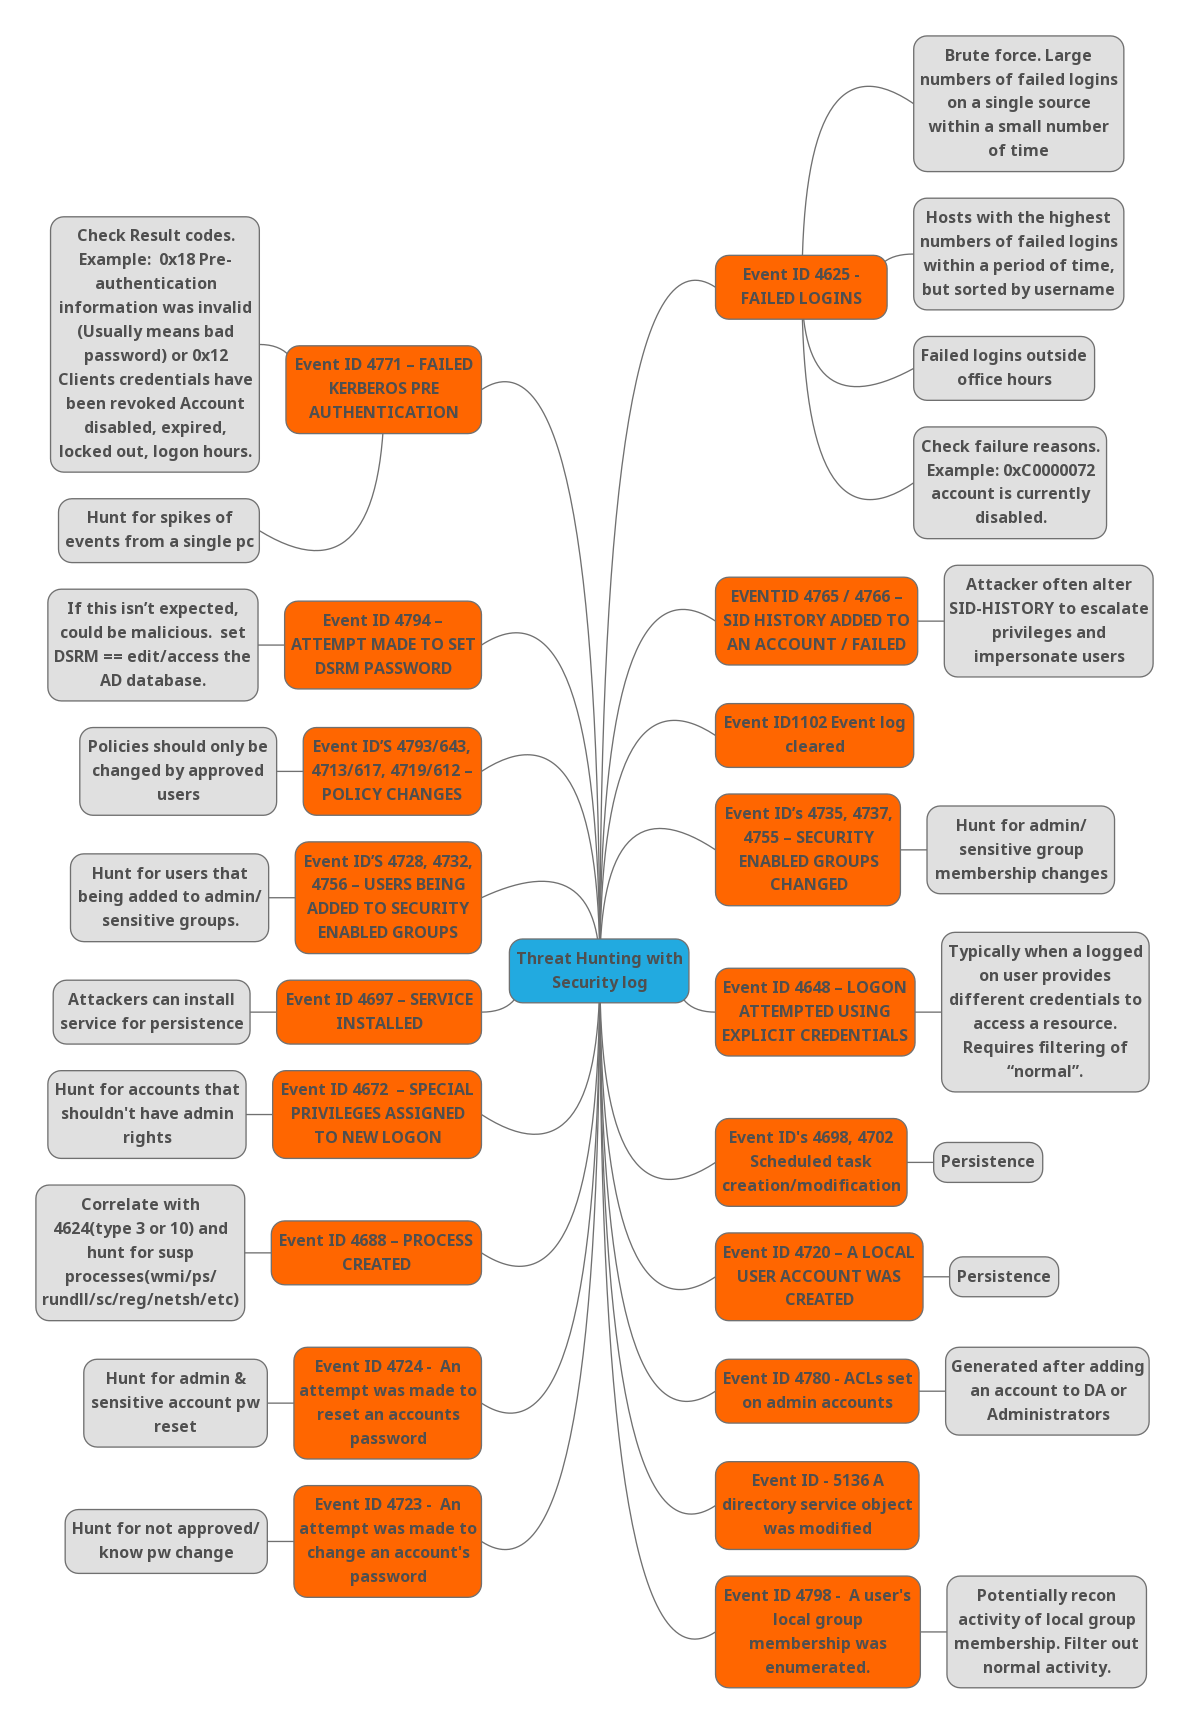 Threat Hunting with
Security log
Event ID 4771 – FAILED
KERBEROS PRE
AUTHENTICATION
Check Result codes.
Example:  0x18 Pre-
authentication
information was invalid
(Usually means bad
password) or 0x12
Clients credentials have
been revoked Account
disabled, expired,
locked out, logon hours.
Hunt for spikes of
events from a single pc
Event ID 4794 –
ATTEMPT MADE TO SET
DSRM PASSWORD
If this isn’t expected,
could be malicious.  set
DSRM == edit/access the
AD database.
Event ID’S 4793/643,
4713/617, 4719/612 –
POLICY CHANGES
Policies should only be
changed by approved
users
Event ID’S 4728, 4732,
4756 – USERS BEING
ADDED TO SECURITY
ENABLED GROUPS
Hunt for users that
being added to admin/
sensitive groups.
Event ID 4697 – SERVICE
INSTALLED
Attackers can install
service for persistence
Event ID 4672  – SPECIAL
PRIVILEGES ASSIGNED
TO NEW LOGON
Hunt for accounts that
shouldn't have admin
rights
Event ID 4688 – PROCESS
CREATED
Correlate with
4624(type 3 or 10) and
hunt for susp
processes(wmi/ps/
rundll/sc/reg/netsh/etc)
Event ID 4724 -  An
attempt was made to
reset an accounts
password
Hunt for admin &
sensitive account pw
reset
Event ID 4723 -  An
attempt was made to
change an account's
password
Hunt for not approved/
know pw change
Event ID 4625 -
FAILED LOGINS
Brute force. Large
numbers of failed logins
on a single source
within a small number
of time
Hosts with the highest
numbers of failed logins
within a period of time,
but sorted by username
Failed logins outside
office hours
Check failure reasons.
Example: 0xC0000072
account is currently
disabled.
EVENTID 4765 / 4766 –
SID HISTORY ADDED TO
AN ACCOUNT / FAILED
Attacker often alter
SID-HISTORY to escalate
privileges and
impersonate users
Event ID1102 Event log
cleared
Event ID’s 4735, 4737,
4755 – SECURITY
ENABLED GROUPS
CHANGED
Hunt for admin/
sensitive group
membership changes
Event ID 4648 – LOGON
ATTEMPTED USING
EXPLICIT CREDENTIALS
Typically when a logged
on user provides
different credentials to
access a resource.
Requires filtering of
“normal”.
Event ID's 4698, 4702
Scheduled task
creation/modification
Persistence
Event ID 4720 – A LOCAL
USER ACCOUNT WAS
CREATED
Persistence
Event ID 4780 - ACLs set
on admin accounts
Generated after adding
an account to DA or
Administrators
Event ID - 5136 A
directory service object
was modified
Event ID 4798 -  A user's
local group
membership was
enumerated.
Potentially recon
activity of local group
membership. Filter out
normal activity.